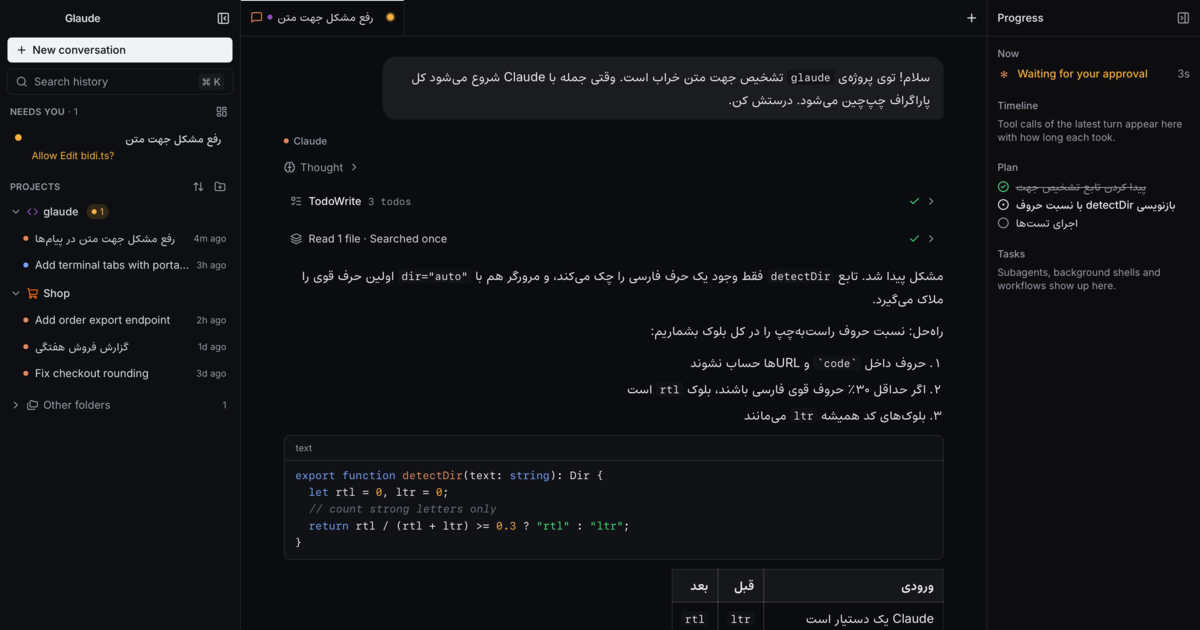 Glaude
New conversation
Search history
⌘ K
NEEDS YOU · 1
رفع مشکل جهت متن
Allow Edit bidi.ts?
PROJECTS
glaude
1
رفع مشکل جهت متن در پیام‌ها
4m ago
Add terminal tabs with porta...
3h ago
Shop
Add order export endpoint
2h ago
گزارش فروش هفتگی
1d ago
Fix checkout rounding
3d ago
Other folders
1
رفع مشکل جهت متن
سلام! توی پروژه‌ی glaude تشخیص جهت متن خراب است. وقتی جمله با Claude شروع می‌شود کل
پاراگراف چپ‌چین می‌شود. درستش کن.
Claude
Thought
TodoWrite 3 todos
Read 1 file · Searched once
مشکل پیدا شد. تابع detectDir فقط وجود یک حرف فارسی را چک می‌کند، و مرورگر هم با dir="auto" اولین حرف قوی را
ملاک می‌گیرد.
راه‌حل: نسبت حروف راست‌به‌چپ را در کل بلوک بشماریم:
۱. حروف داخل `code` و URLها حساب نشوند
۲. اگر حداقل ۳۰٪ حروف قوی فارسی باشند، بلوک rtl است
۳. بلوک‌های کد همیشه ltr می‌مانند
text
export function detectDir(text: string): Dir {
let rtl = 0, ltr = 0;
// count strong letters only
return rtl / (rtl + ltr) >= 0.3 ? "rtl" : "ltr";
}
ورودی
قبل
بعد
Claude یک دستیار است
ltr
rtl
Progress
Now
Waiting for your approval
3s
Timeline
Tool calls of the latest turn appear here
with how long each took.
Plan
پیدا کردن تابع تشخیص جهت
بازنویسی detectDir با نسبت حروف
اجرای تست‌ها
Tasks
Subagents, background shells and
workflows show up here.